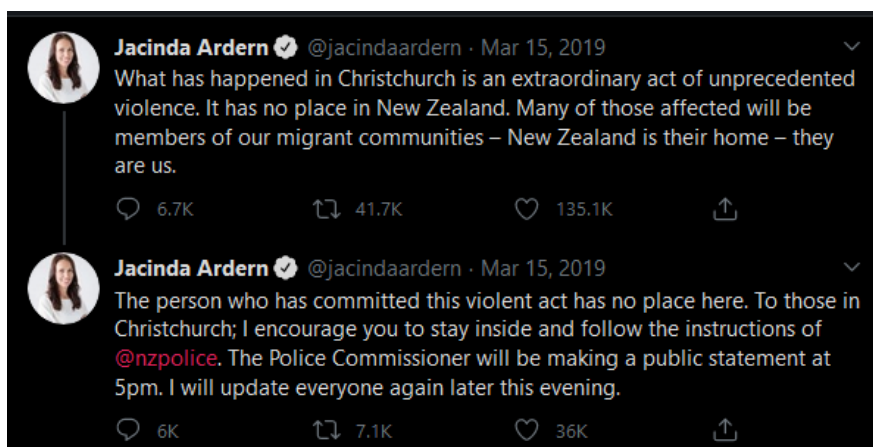 Jacinda Ardern @jacindaardern · Mar 15, 2019
What has happened in Christchurch is an extraordinary act of unprecedented
violence. It has no place in New Zealand. Many of those affected will be
members of our migrant communities – New Zealand is their home – they
are us.
6.7K 41.7K 135.1K
Jacinda Ardern @jacindaardern · Mar 15, 2019
The person who has committed this violent act has no place here. To those in
Christchurch; I encourage you to stay inside and follow the instructions of
@nzpolice. The Police Commissioner will be making a public statement at
5pm. I will update everyone again later this evening.
6K 7.1K 36K